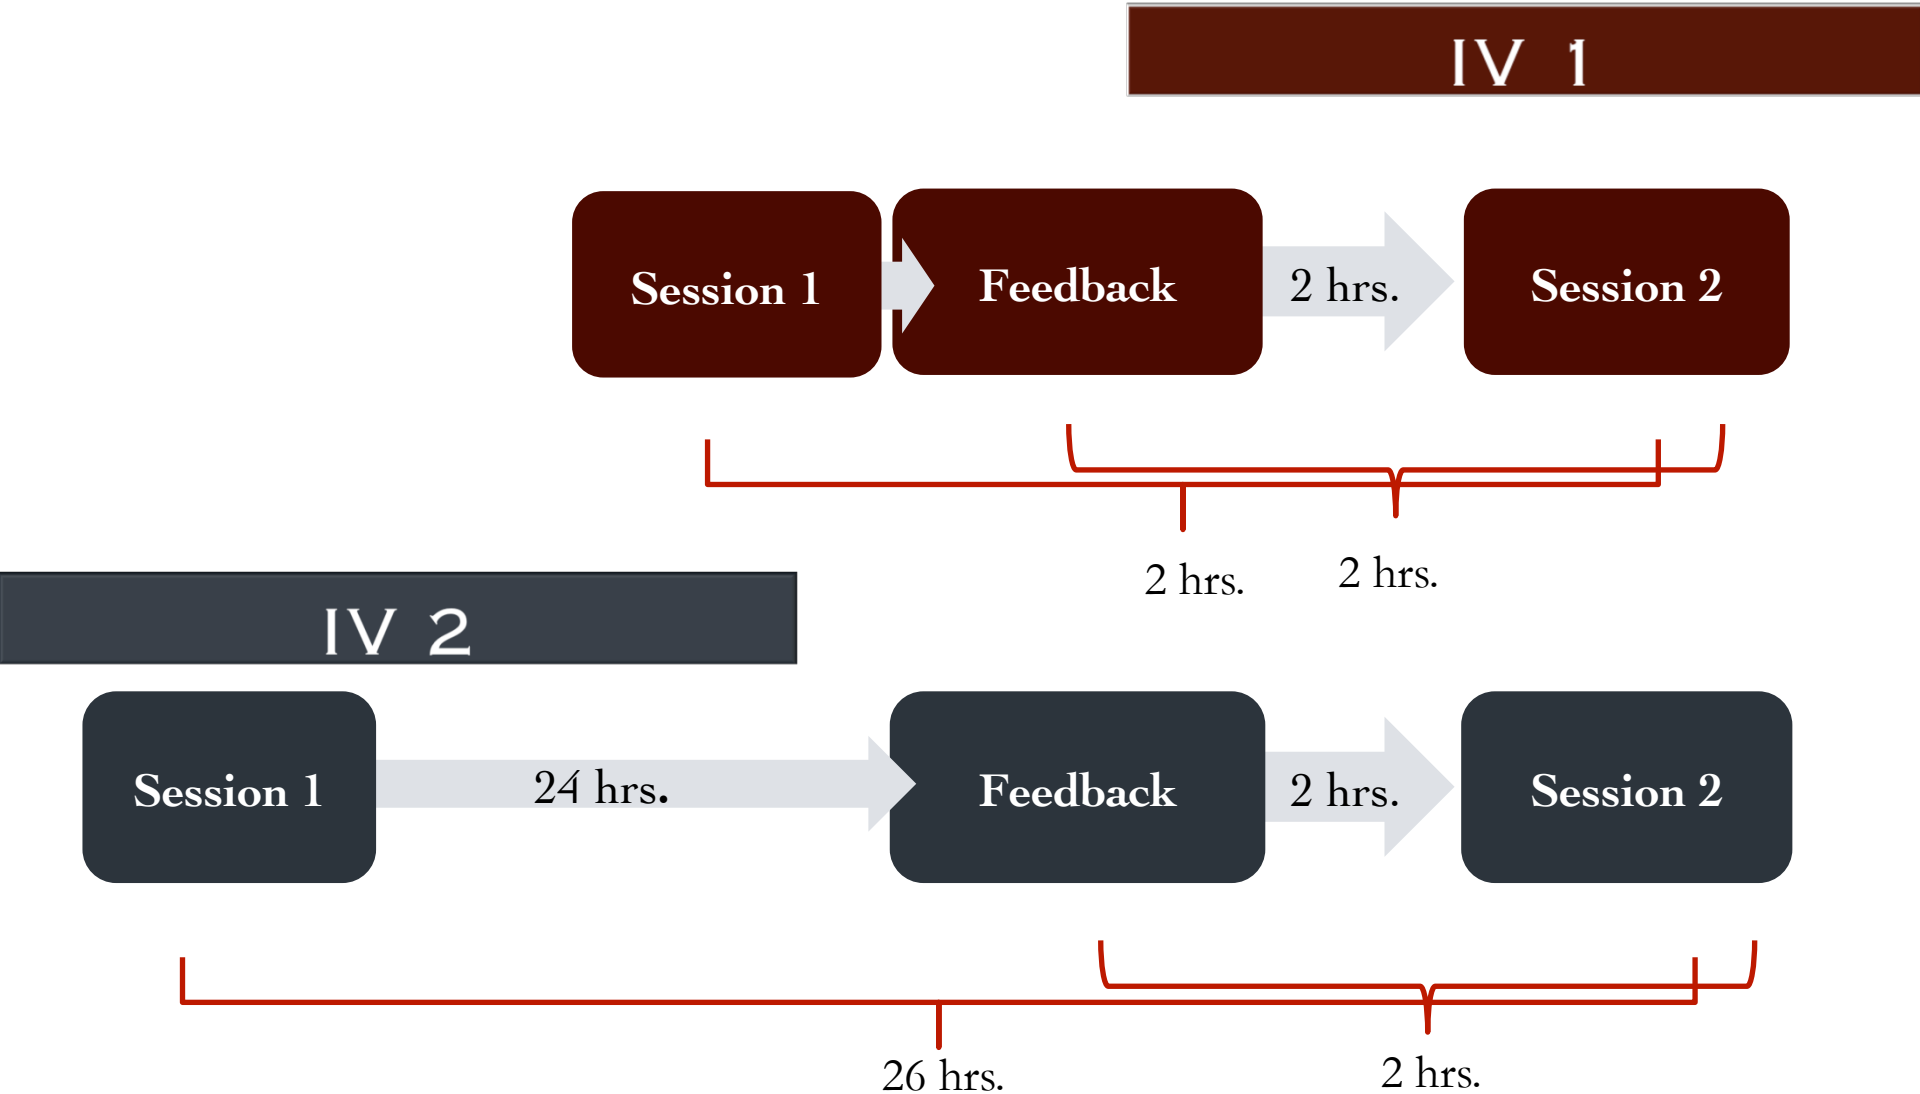 IV 1
Session 1
Feedback
2 hrs.
Session 2
2 hrs.
2 hrs.
IV 2
Session 1
24 hrs.
Feedback
2 hrs.
Session 2
26 hrs.
2 hrs.